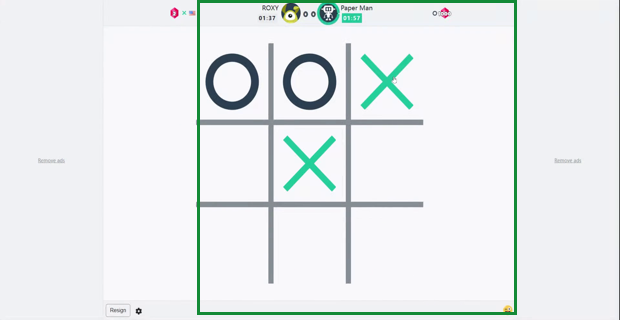 ROXY
01:37
0 0
Paper Man
01:57
Remove ads
Remove ads
Resign